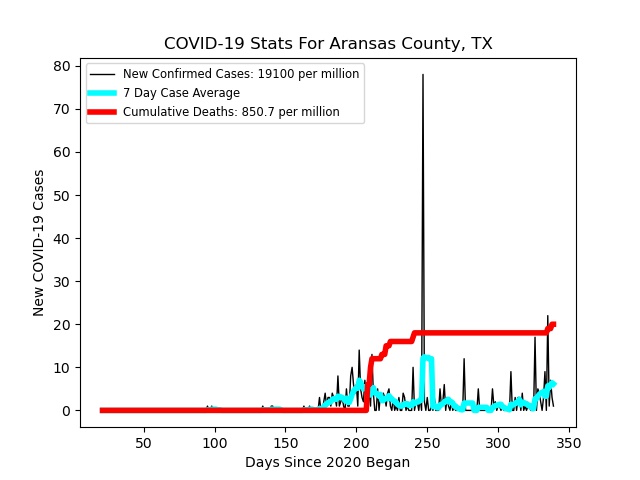 COVID-19 Stats For Aransas County, TX
New Confirmed Cases: 19100 per million
7 Day Case Average
Cumulative Deaths: 850.7 per million
New COVID-19 Cases
80
70
60
50
40
30
20
10
0
50 100 150 200 250 300 350
Days Since 2020 Began